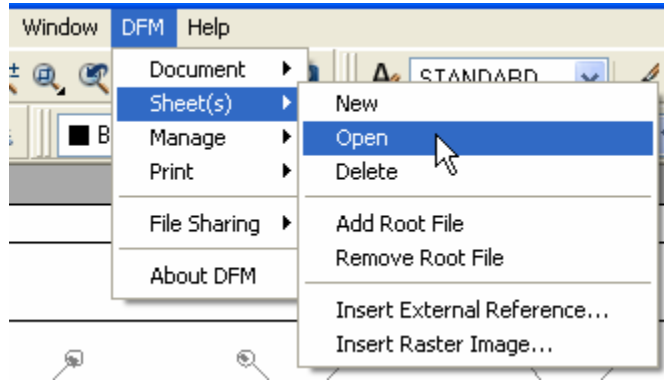 Window DFM Help
Document
STANDARD
Sheet(s)
New
B
Manage
Open
Print
Delete
File Sharing
Add Root File
Remove Root File
About DFM
Insert External Reference...
Insert Raster Image...